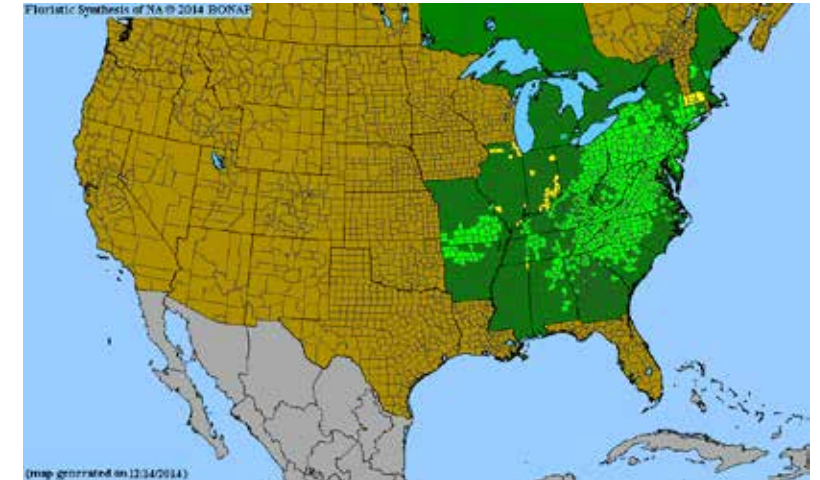 Floristic Synthesis of NA © 2014 BONAP
(map generated on 12/14/2014)